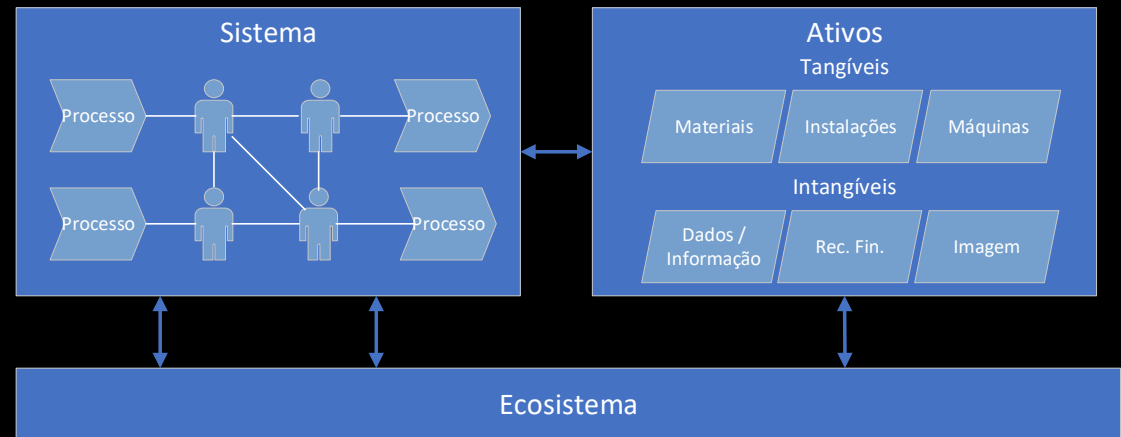 Sistema
Processo
Processo
Processo
Processo
Ativos
Tangíveis
Materiais
Instalações
Máquinas
Intangíveis
Dados /
Informação
Rec. Fin.
Imagem
Ecosistema